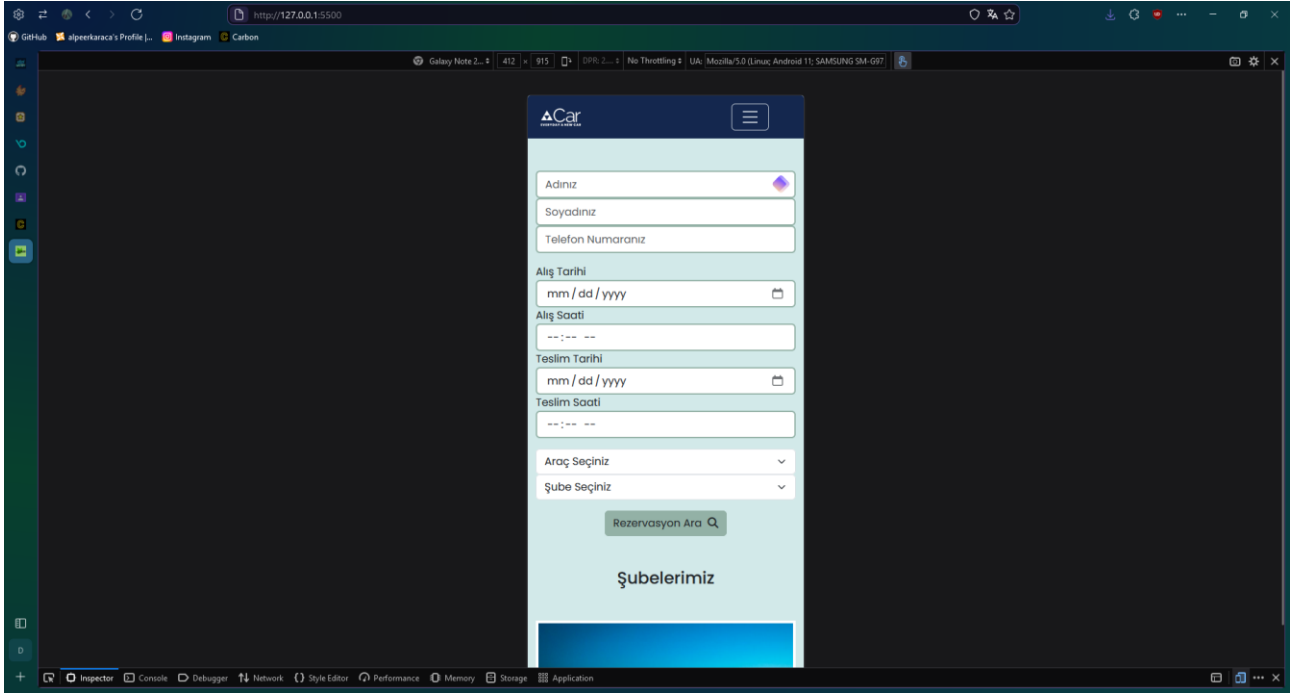 http://127.0.0.1:5500
GitHub alpeerkaraca's Profile |... Instagram Carbon
Galaxy Note 2... 412 × 915 DPR: 2... No Throttling UA: Mozilla/5.0 (Linux; Android 11; SAMSUNG SM-G97
Car
Adınız
Soyadınız
Telefon Numaranız
Alış Tarihi
mm / dd / yyyy
Alış Saati
--:-- --
Teslim Tarihi
mm / dd / yyyy
Teslim Saati
--:-- --
Araç Seçiniz
Şube Seçiniz
Rezervasyon Ara
Şubelerimiz
D
Inspector Console Debugger Network Style Editor Performance Memory Storage Application